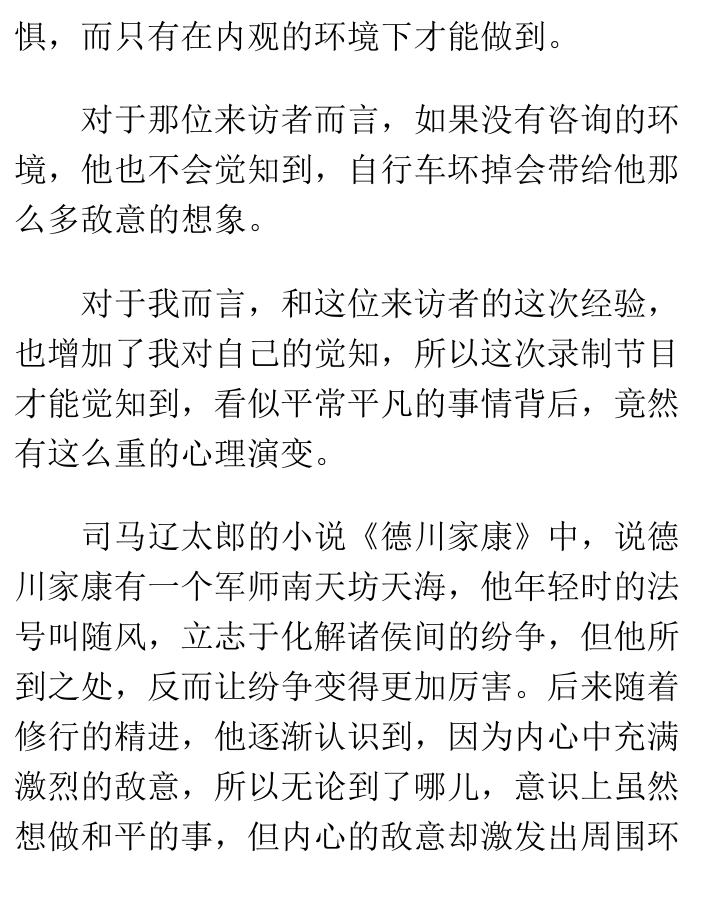 惧，而只有在内观的环境下才能做到。
对于那位来访者而言，如果没有咨询的环
境，他也不会觉知到，自行车坏掉会带给他那
么多敌意的想象。
对于我而言，和这位来访者的这次经验，
也增加了我对自己的觉知，所以这次录制节目
才能觉知到，看似平常平凡的事情背后，竟然
有这么重的心理演变。
司马辽太郎的小说《德川家康》中，说德
川家康有一个军师南天坊天海，他年轻时的法
号叫随风，立志于化解诸侯间的纷争，但他所
到之处，反而让纷争变得更加厉害。后来随着
修行的精进，他逐渐认识到，因为内心中充满
激烈的敌意，所以无论到了哪儿，意识上虽然
想做和平的事，但内心的敌意却激发出周围环